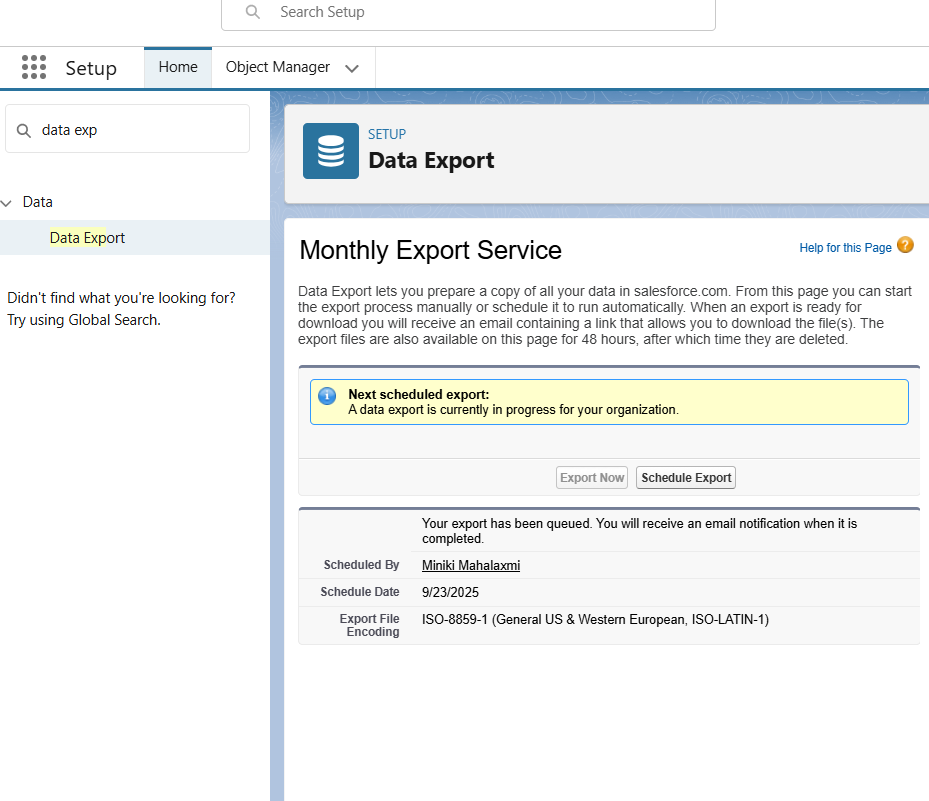 Search Setup
Setup
Home
Object Manager
data exp
Data
Data Export
Didn't find what you're looking for?
Try using Global Search.
SETUP
Data Export
Monthly Export Service
Help for this Page ?
Data Export lets you prepare a copy of all your data in salesforce.com. From this page you can start
the export process manually or schedule it to run automatically. When an export is ready for
download you will receive an email containing a link that allows you to download the file(s). The
export files are also available on this page for 48 hours, after which time they are deleted.
Next scheduled export:
A data export is currently in progress for your organization.
Export Now
Schedule Export
Your export has been queued. You will receive an email notification when it is
completed.
Scheduled By
Miniki Mahalaxmi
Schedule Date
9/23/2025
Export File
Encoding
ISO-8859-1 (General US & Western European, ISO-LATIN-1)